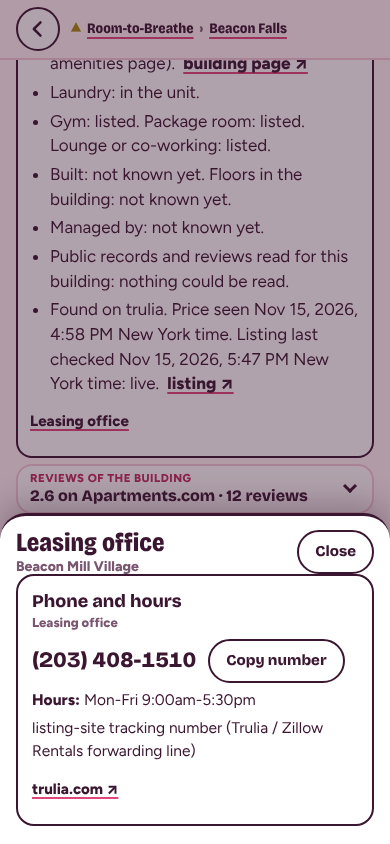 Room-to-Breathe › Beacon Falls
amenities page). building page ↗
• Laundry: in the unit.
• Gym: listed. Package room: listed.
Lounge or co-working: listed.
• Built: not known yet. Floors in the
building: not known yet.
• Managed by: not known yet.
• Public records and reviews read for this
building: nothing could be read.
• Found on trulia. Price seen Nov 15, 2026,
4:58 PM New York time. Listing last
checked Nov 15, 2026, 5:47 PM New
York time: live. listing ↗
Leasing office
REVIEWS OF THE BUILDING
2.6 on Apartments.com · 12 reviews
Leasing office
Close
Beacon Mill Village
Phone and hours
Leasing office
(203) 408-1510
Copy number
Hours: Mon-Fri 9:00am-5:30pm
listing-site tracking number (Trulia / Zillow
Rentals forwarding line)
trulia.com ↗